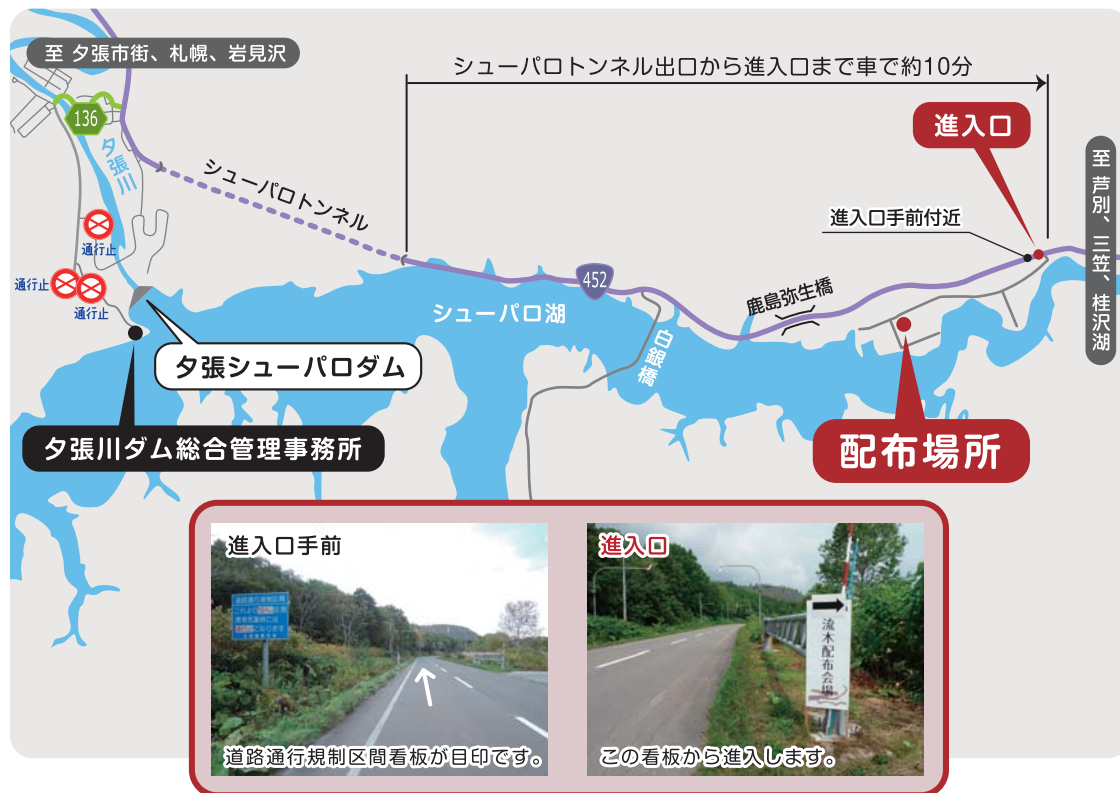 至 夕張市街、札幌、岩見沢
シューパロトンネル出口から進入口まで車で約10分
136
夕張川
進入口
至 芦別、三笠、桂沢湖
シューパロトンネル
進入口手前付近
通行止
通行止
通行止
452
鹿島弥生橋
シューパロ湖
白銀橋
夕張シューパロダム
夕張川ダム総合管理事務所
配布場所
進入口手前
道路通行規制区間
道路通行規制区間看板が目印です。
進入口
流木配布会場
この看板から進入します。